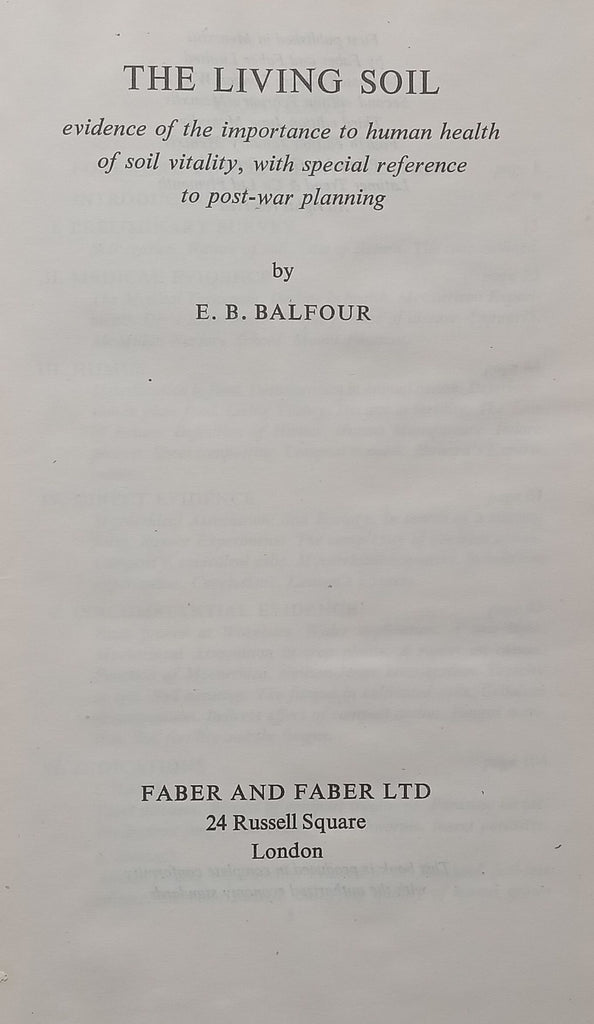 THE LIVING SOIL
evidence of the importance to human health
of soil vitality, with special reference
to post-war planning
by
E. B. BALFOUR
FABER AND FABER LTD
24 Russell Square
London